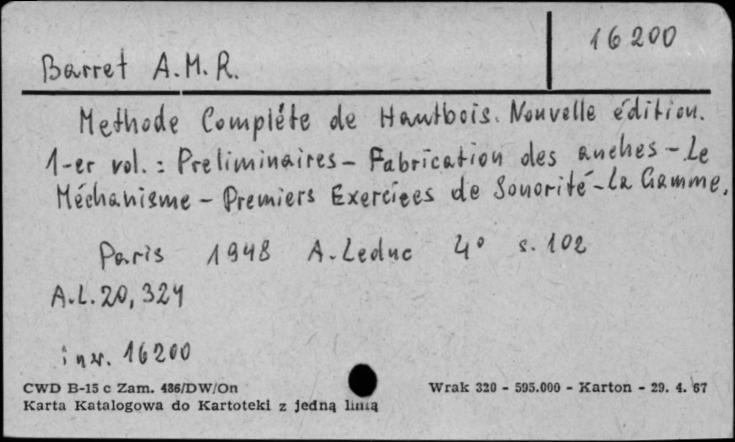 16200
Barret A.M.R.
Methode Complète de Hautbois. Nouvelle édition.
1-er vol.: Preliminaires - Fabrication des anches - Le
Méchanisme - Premiers Exercices de Sonorité - La Gamme.
Paris 1948 A. Leduc 4° s. 102
A.L. 20,324
inw. 16200
CWD B-15 c Zam. 486/DW/On Wrak 320 - 595.000 - Karton - 29. 4. 67
Karta Katalogowa do Kartoteki z jedną linią